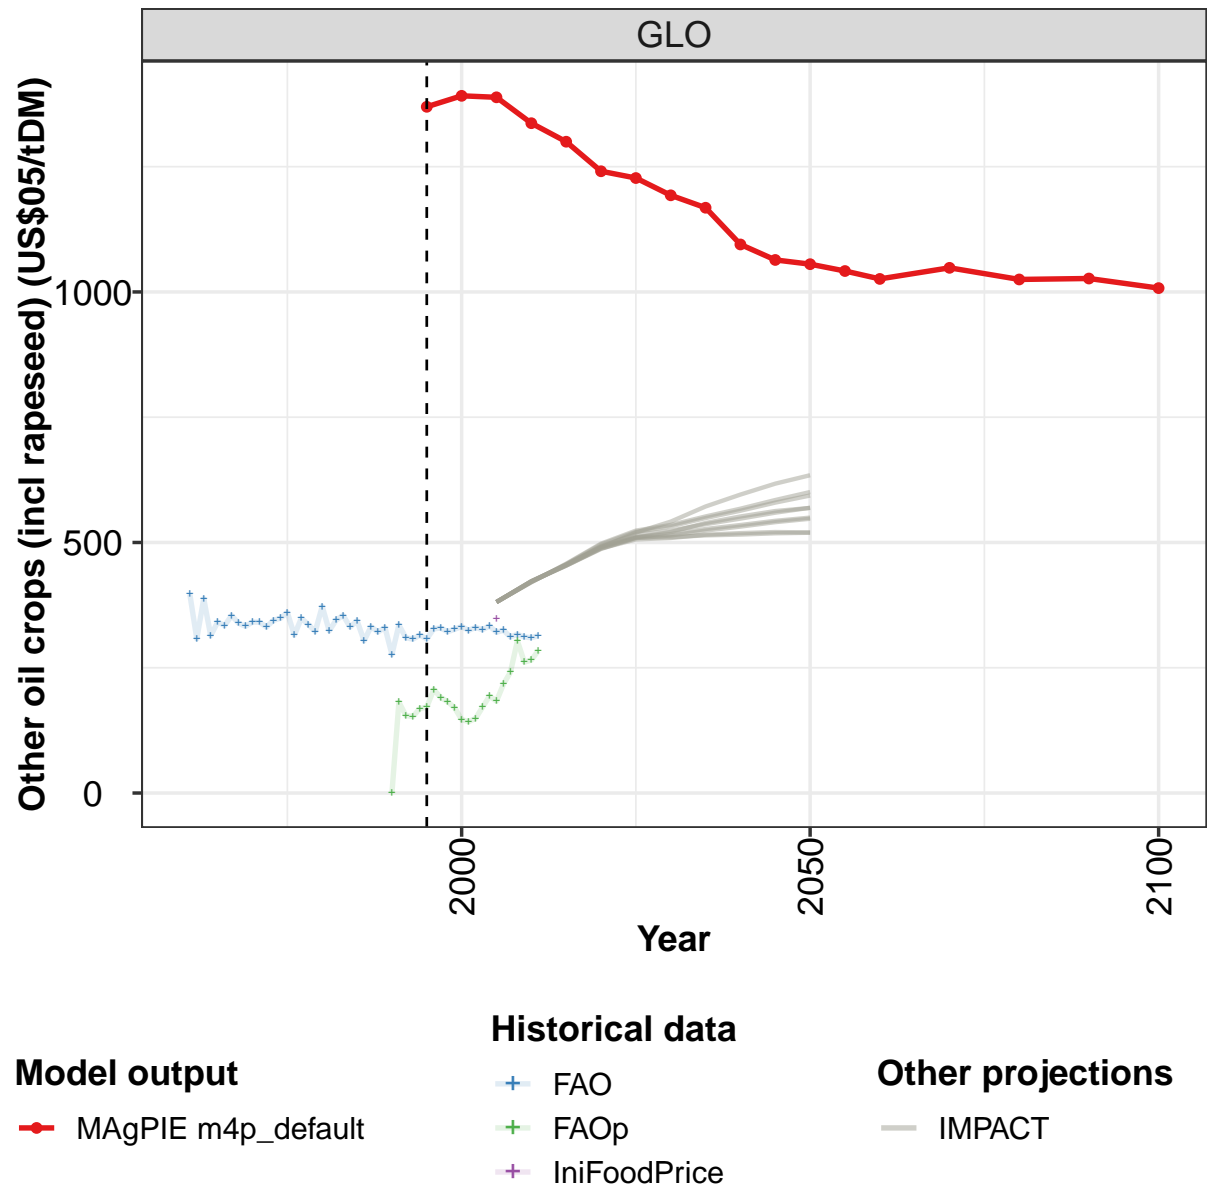 GLO
Other oil crops (incl rapeseed) (US$05/tDM)
1000
500
0
2000
2050
2100
Year
Model output
MAgPIE m4p_default
Historical data
FAO
FAOp
IniFoodPrice
Other projections
IMPACT